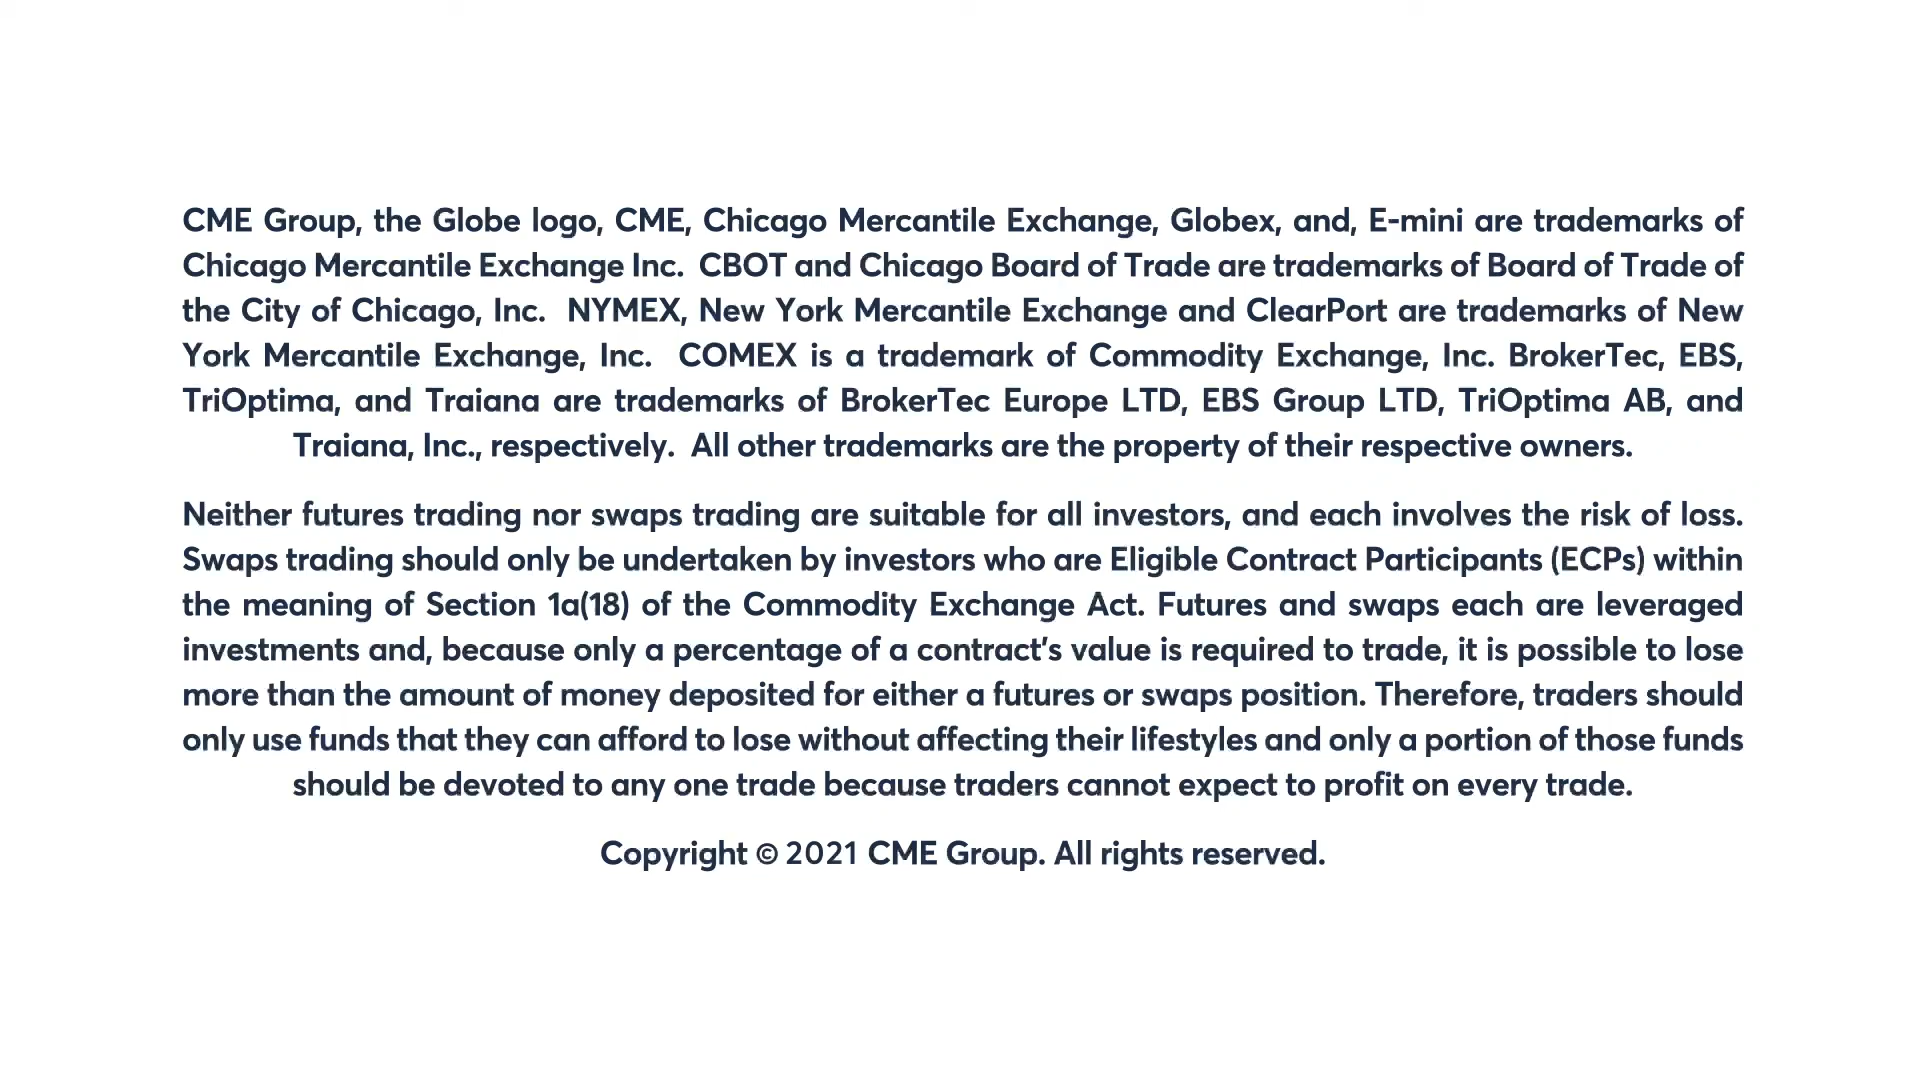 CME Group, the Globe logo, CME, Chicago Mercantile Exchange, Globex, and, E-mini are trademarks of
Chicago Mercantile Exchange Inc.  CBOT and Chicago Board of Trade are trademarks of Board of Trade of
the City of Chicago, Inc.  NYMEX, New York Mercantile Exchange and ClearPort are trademarks of New
York Mercantile Exchange, Inc.  COMEX is a trademark of Commodity Exchange, Inc. BrokerTec, EBS,
TriOptima, and Traiana are trademarks of BrokerTec Europe LTD, EBS Group LTD, TriOptima AB, and
Traiana, Inc., respectively.  All other trademarks are the property of their respective owners.
Neither futures trading nor swaps trading are suitable for all investors, and each involves the risk of loss.
Swaps trading should only be undertaken by investors who are Eligible Contract Participants (ECPs) within
the meaning of Section 1a(18) of the Commodity Exchange Act. Futures and swaps each are leveraged
investments and, because only a percentage of a contract's value is required to trade, it is possible to lose
more than the amount of money deposited for either a futures or swaps position. Therefore, traders should
only use funds that they can afford to lose without affecting their lifestyles and only a portion of those funds
should be devoted to any one trade because traders cannot expect to profit on every trade.
Copyright © 2021 CME Group. All rights reserved.